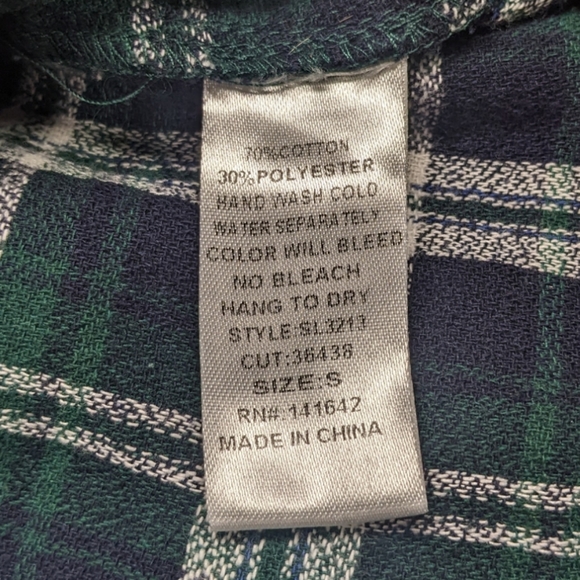 70%COTTON
30%POLYESTER
HAND WASH COLD
WATER SEPARATELY
COLOR WILL BLEED
NO BLEACH
HANG TO DRY
STYLE:SL3213
CUT:36438
SIZE:S
RN#:141642
MADE IN CHINA